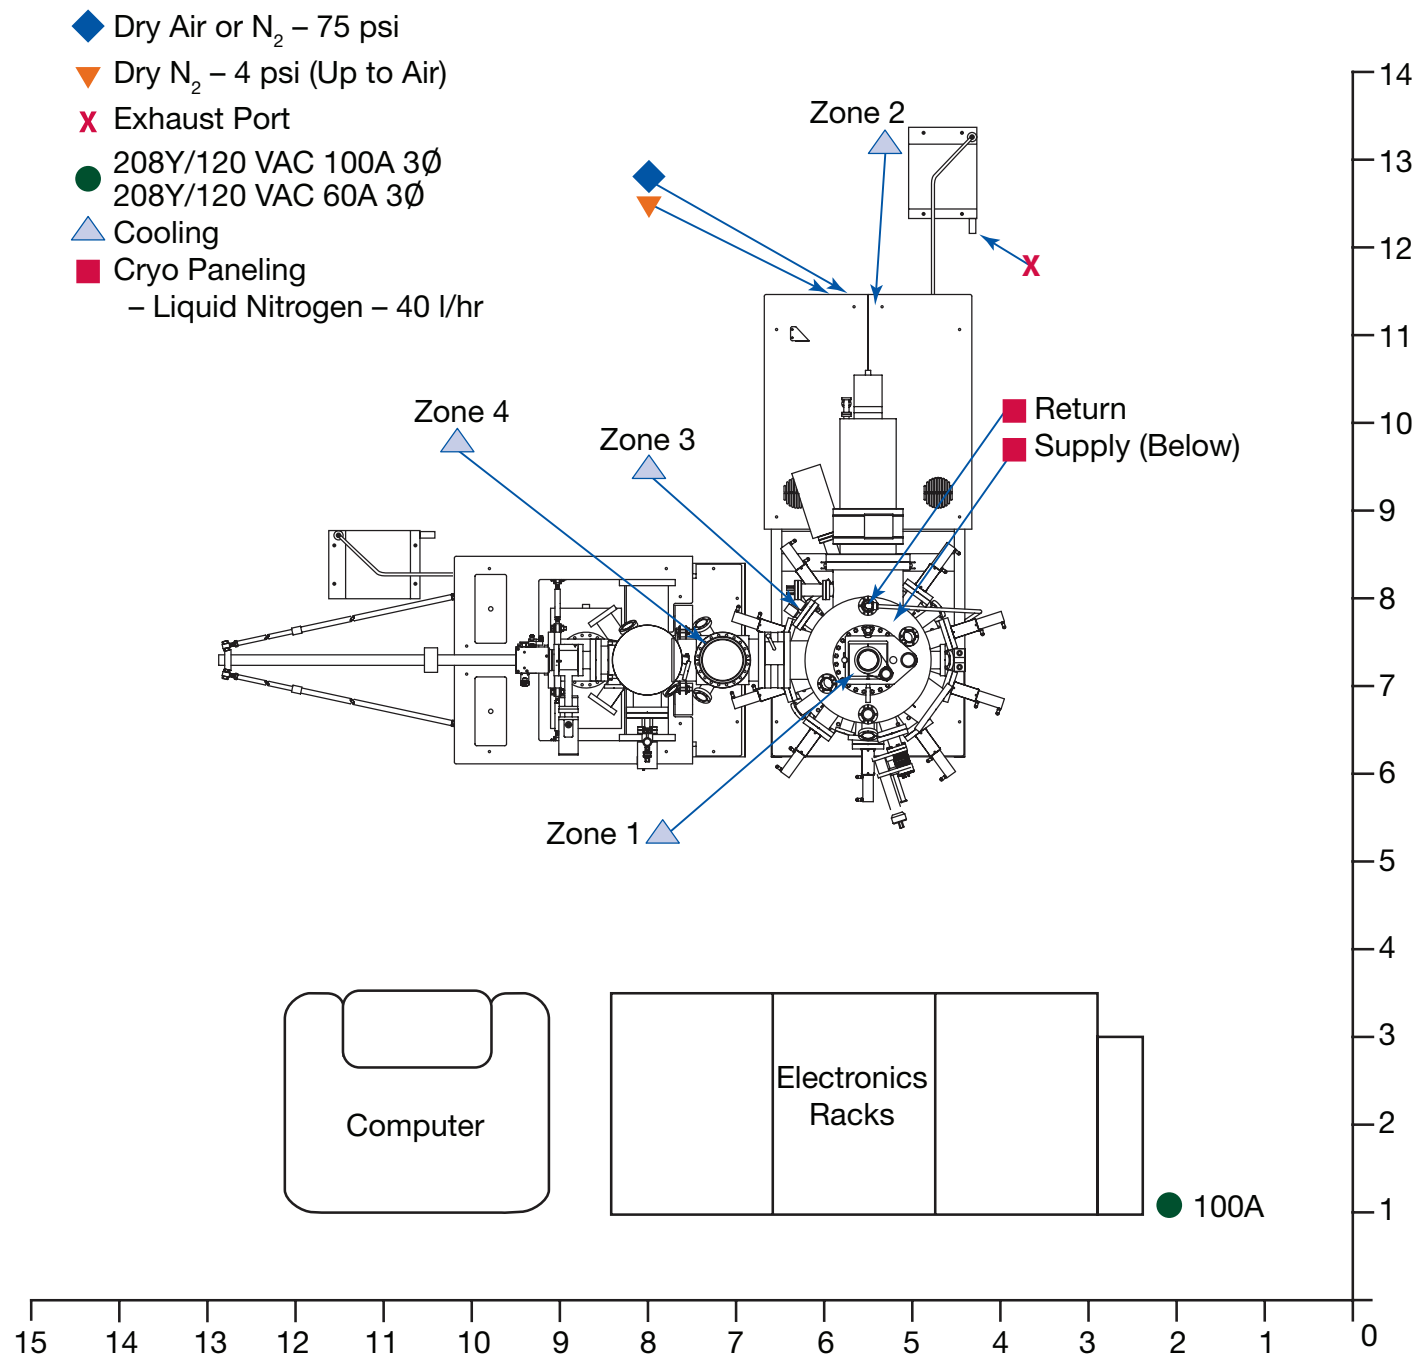 Dry Air or N2 – 75 psi
Dry N2 – 4 psi (Up to Air)
X Exhaust Port
208Y/120 VAC 100A 3Ø
208Y/120 VAC 60A 3Ø
Cooling
Cryo Paneling
– Liquid Nitrogen – 40 l/hr
Zone 2
X
Return
Supply (Below)
Zone 4
Zone 3
Zone 1
Computer
Electronics
Racks
100A
14
13
12
11
10
9
8
7
6
5
4
3
2
1
15 14 13 12 11 10 9 8 7 6 5 4 3 2 1 0